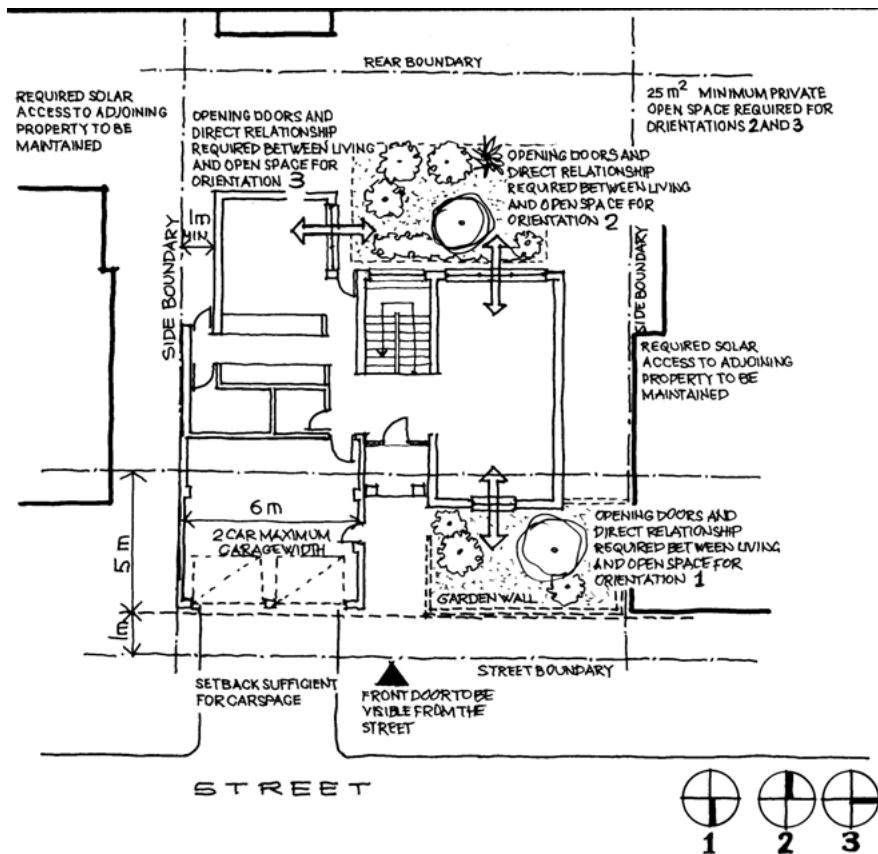 REAR BOUNDARY
REQUIRED SOLAR
ACCESS TO ADJOINING
PROPERTY TO BE
MAINTAINED
25 m² MINIMUM PRIVATE
OPEN SPACE REQUIRED FOR
ORIENTATIONS 2 AND 3
OPENING DOORS AND
DIRECT RELATIONSHIP
REQUIRED BETWEEN LIVING
AND OPEN SPACE FOR
ORIENTATION 3
OPENING DOORS AND
DIRECT RELATIONSHIP
REQUIRED BETWEEN LIVING
AND OPEN SPACE FOR
ORIENTATION 2
1m
MIN
SIDE BOUNDARY
SIDE BOUNDARY
REQUIRED SOLAR
ACCESS TO ADJOINING
PROPERTY TO BE
MAINTAINED
6m
2 CAR MAXIMUM
GARAGE WIDTH
5 m
1m
OPENING DOORS AND
DIRECT RELATIONSHIP
REQUIRED BETWEEN LIVING
AND OPEN SPACE FOR
ORIENTATION 1
GARDEN WALL
STREET BOUNDARY
SETBACK SUFFICIENT
FOR CARSPACE
FRONT DOOR TO BE
VISIBLE FROM THE
STREET
STREET
1 2 3